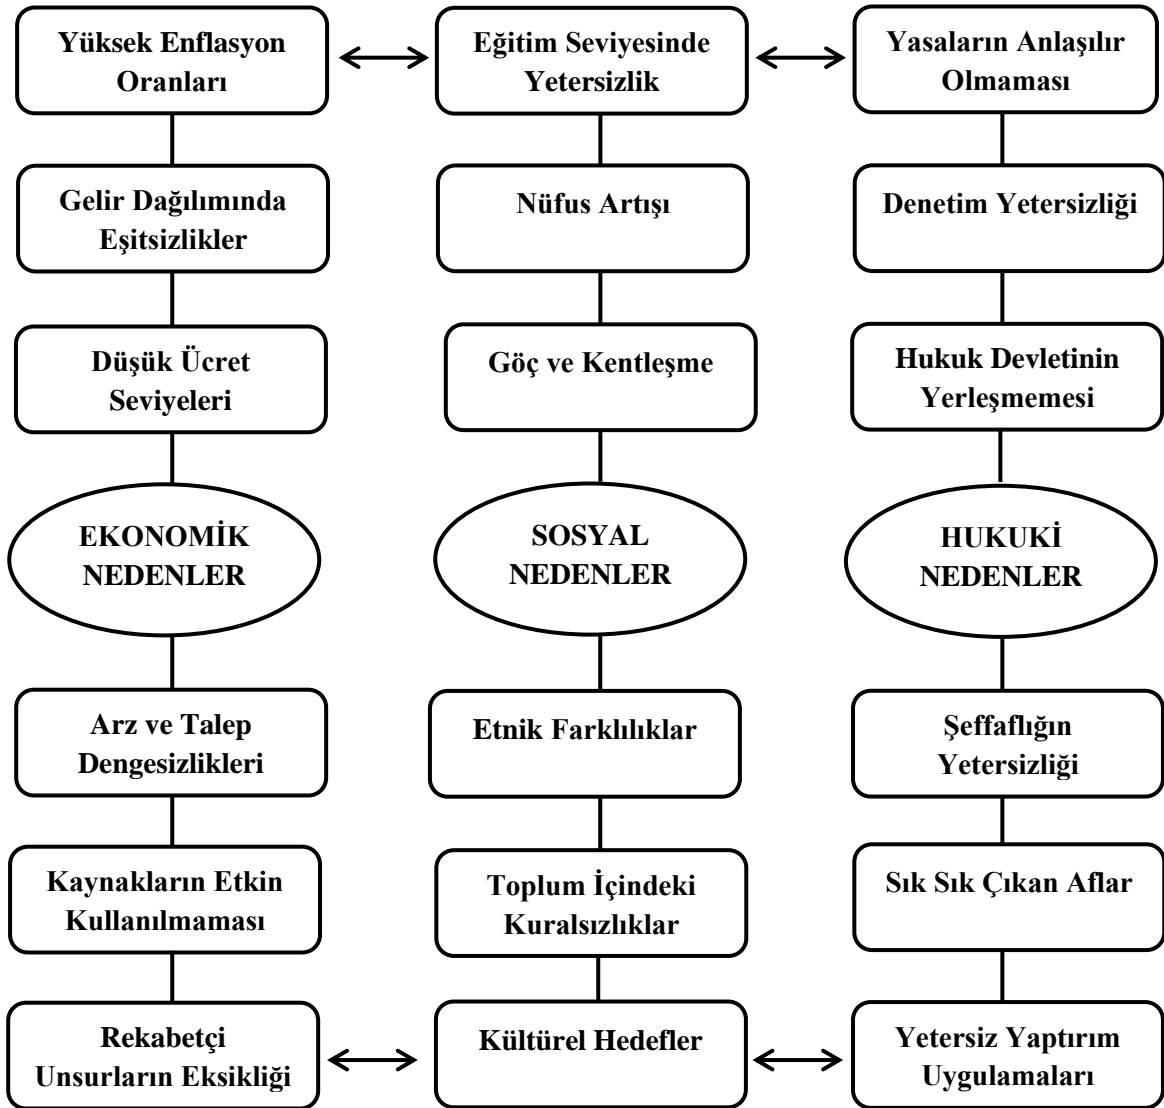 Yüksek Enflasyon
Oranları
Eğitim Seviyesinde
Yetersizlik
Yasaların Anlaşılır
Olmaması
Gelir Dağılımında
Eşitsizlikler
Nüfus Artışı
Denetim Yetersizliği
Düşük Ücret
Seviyeleri
Göç ve Kentleşme
Hukuk Devletinin
Yerleşmemesi
EKONOMİK
NEDENLER
SOSYAL
NEDENLER
HUKUKİ
NEDENLER
Arz ve Talep
Dengesizlikleri
Etnik Farklılıklar
Şeffaflığın
Yetersizliği
Kaynakların Etkin
Kullanılmaması
Toplum İçindeki
Kuralsızlıklar
Sık Sık Çıkan Aflar
Rekabetçi
Unsurların Eksikliği
Kültürel Hedefler
Yetersiz Yaptırım
Uygulamaları